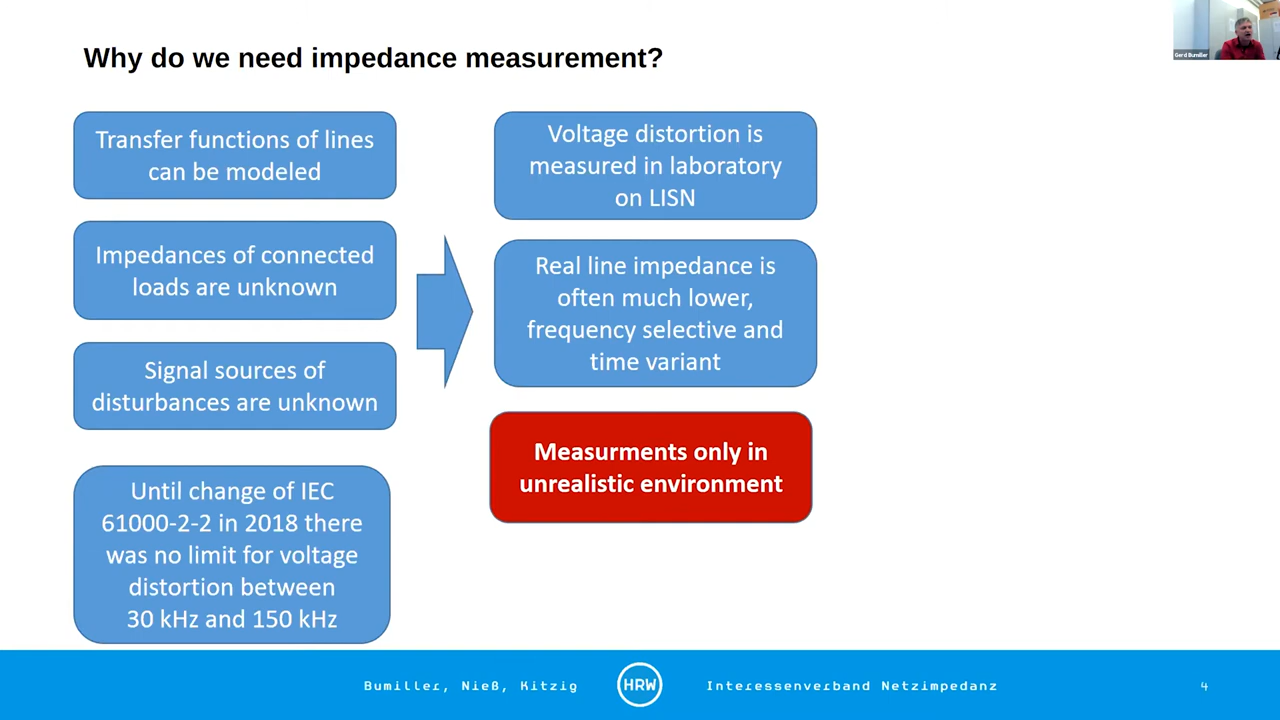 Why do we need impedance measurement?
Gerd Bumiller
Transfer functions of lines
can be modeled
Impedances of connected
loads are unknown
Signal sources of
disturbances are unknown
Until change of IEC
61000-2-2 in 2018 there
was no limit for voltage
distortion between
30 kHz and 150 kHz
Voltage distortion is
measured in laboratory
on LISN
Real line impedance is
often much lower,
frequency selective and
time variant
Measurments only in
unrealistic environment
Bumiller, Nieß, Kitzig
HRW
Interessenverband Netzimpedanz
4